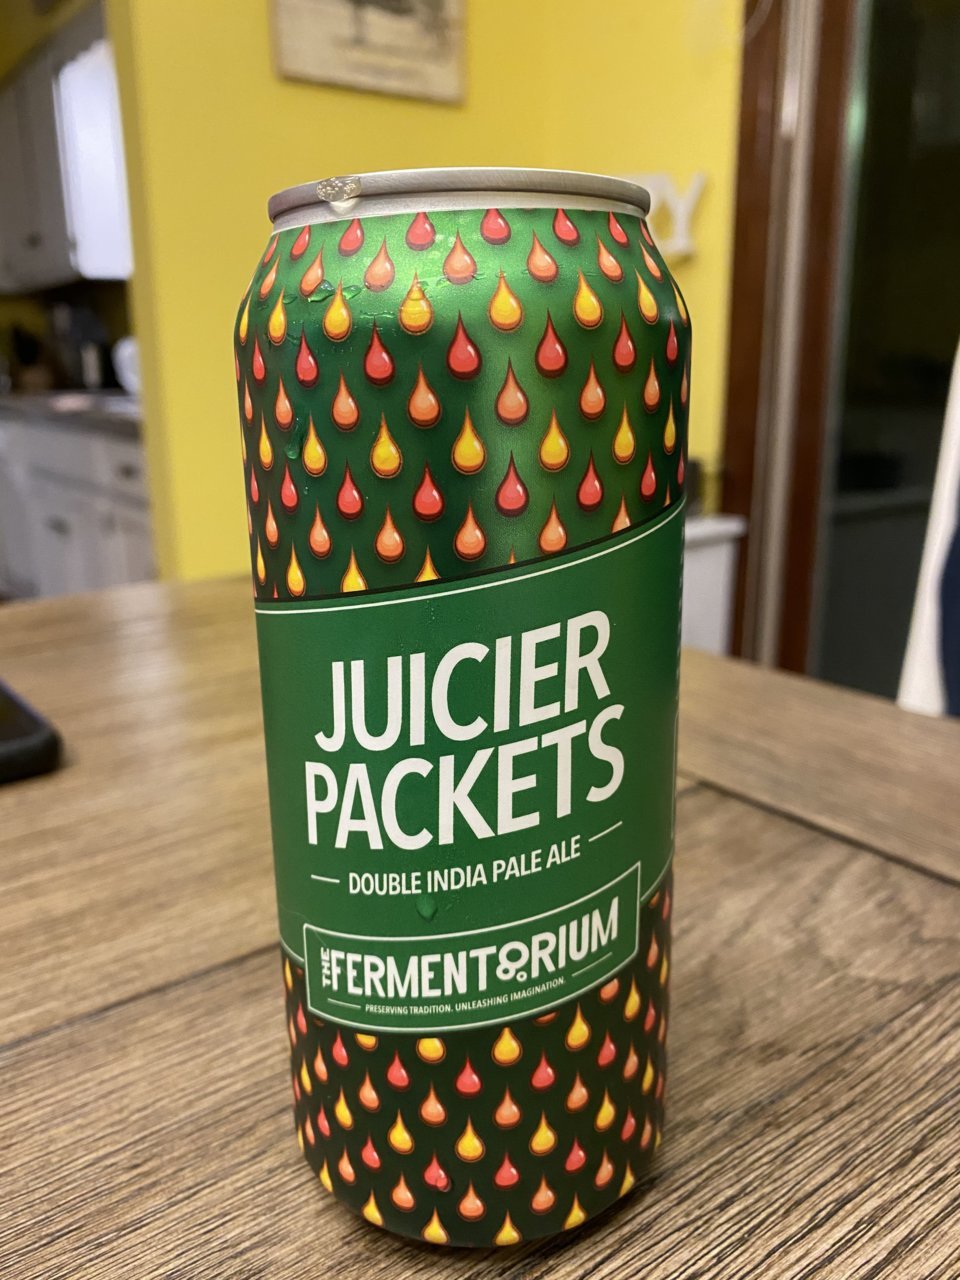 JUICIER
PACKETS
DOUBLE INDIA PALE ALE
THE FERMENTORIUM
PRESERVING TRADITION. UNLEASHING IMAGINATION.